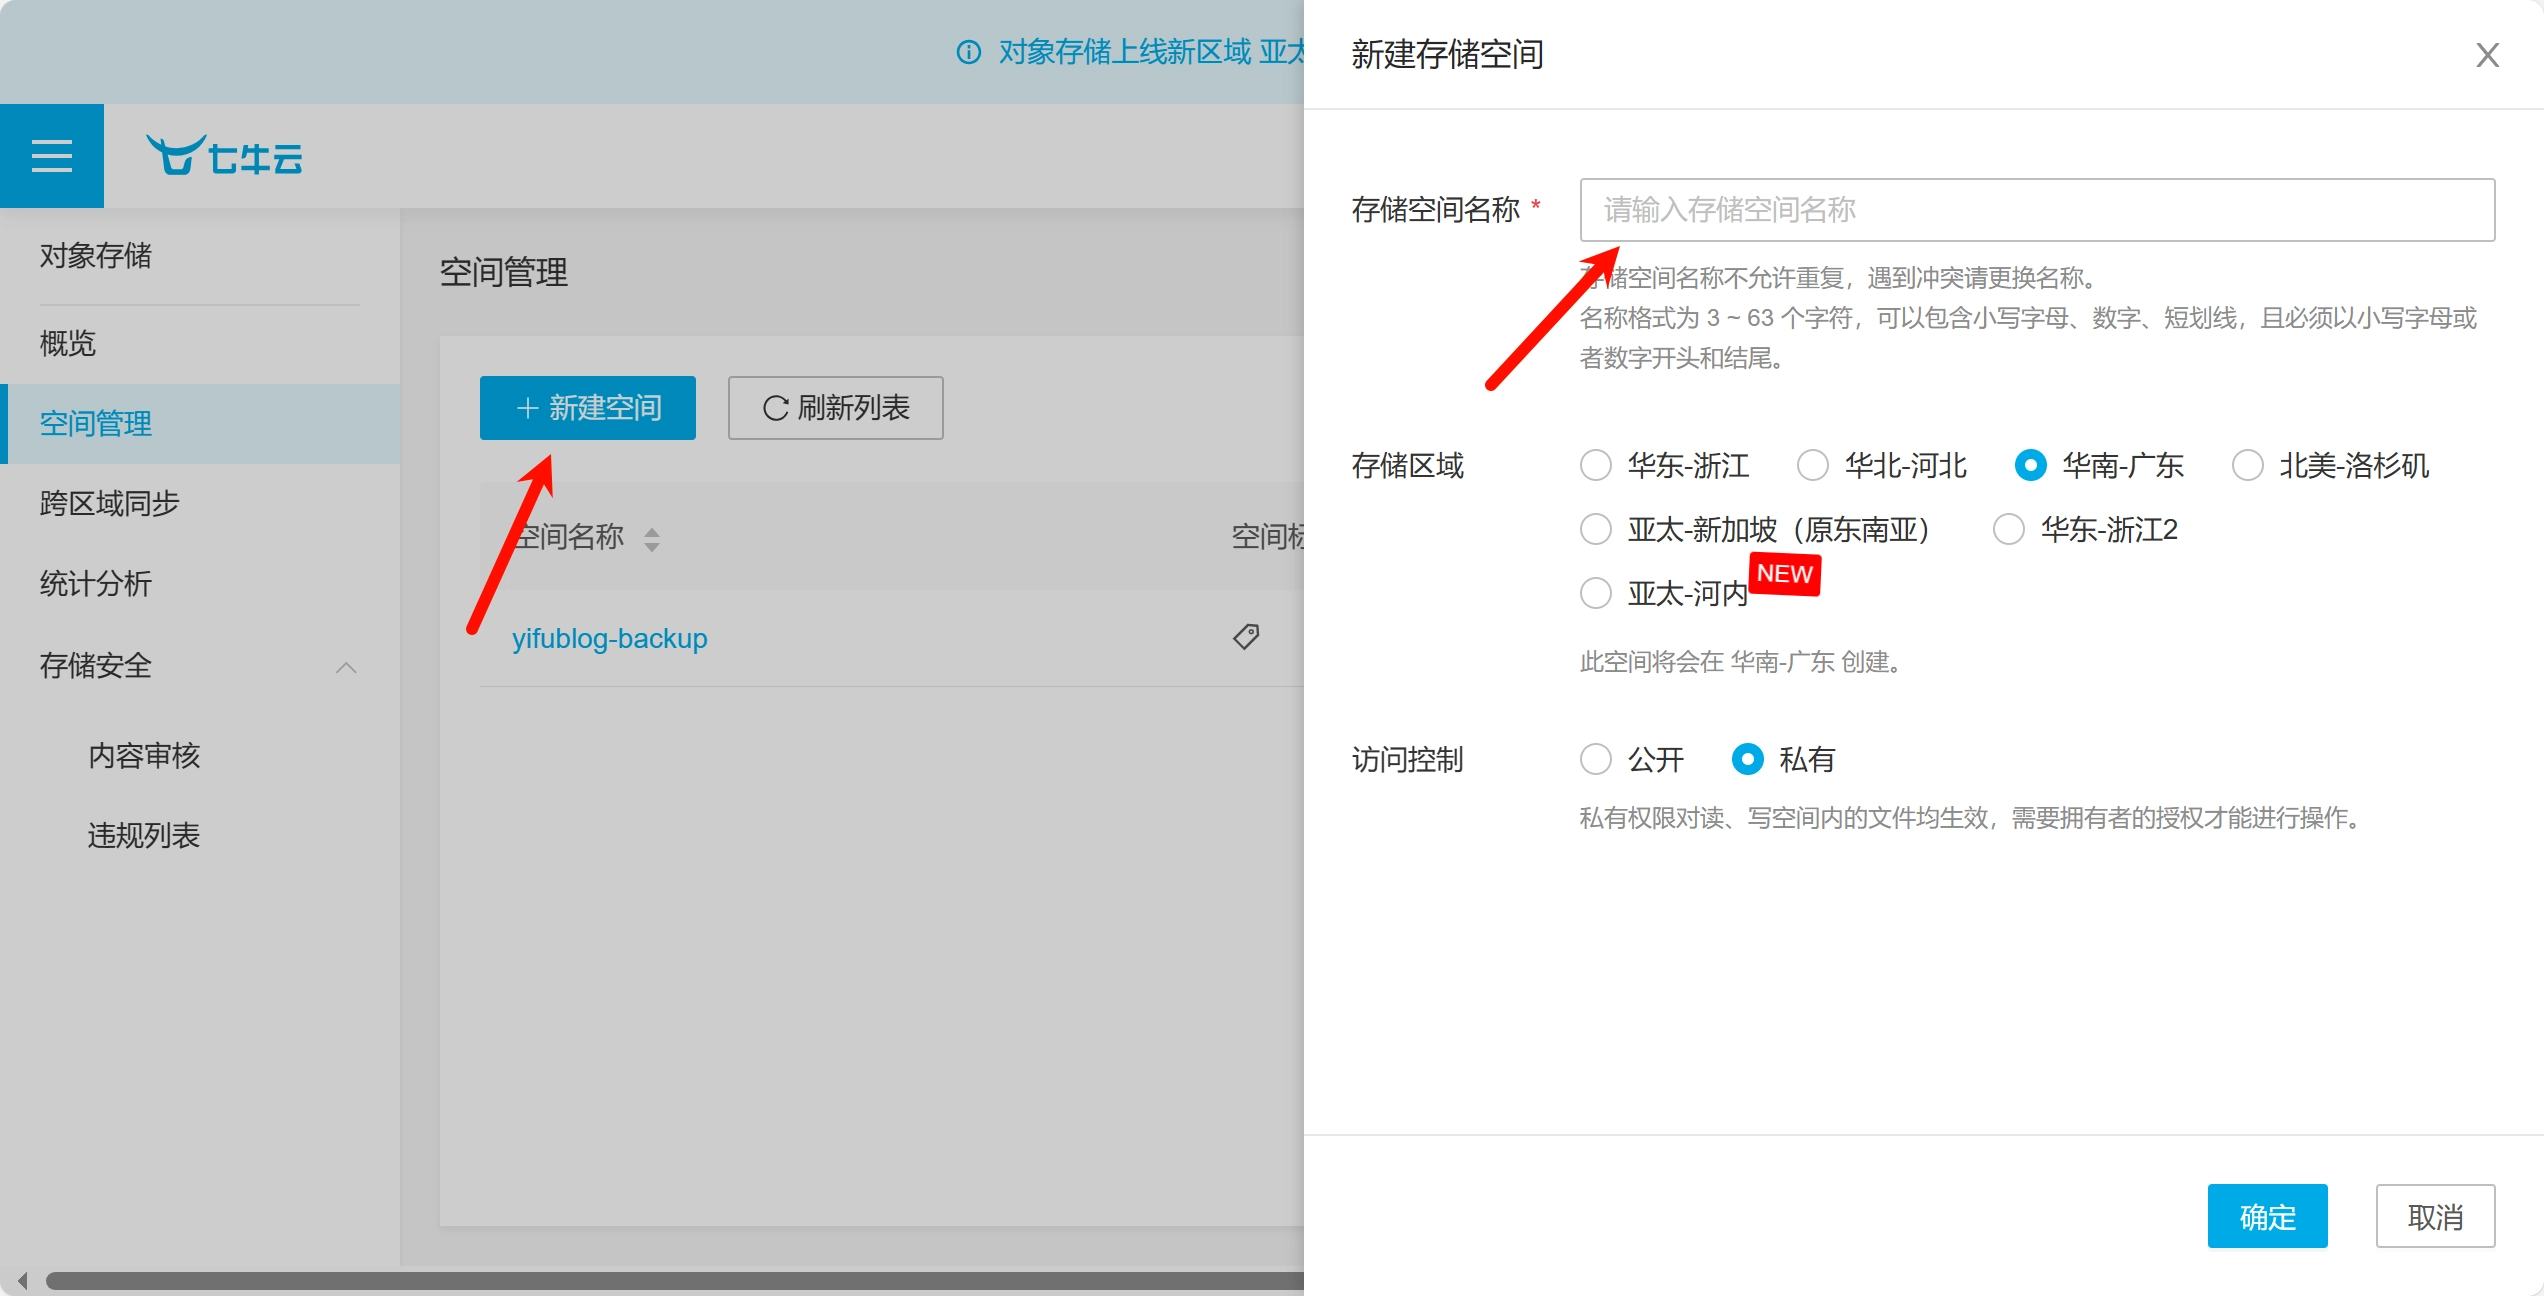 对象存储上线新区域 亚太
七牛云
对象存储
概览
空间管理
跨区域同步
统计分析
存储安全
内容审核
违规列表
空间管理
新建空间
刷新列表
空间名称
空间标
yifublog-backup
新建存储空间
存储空间名称 *
请输入存储空间名称
存储空间名称不允许重复，遇到冲突请更换名称。
名称格式为 3 ~ 63 个字符，可以包含小写字母、数字、短划线，且必须以小写字母或
者数字开头和结尾。
存储区域
华东-浙江 华北-河北 华南-广东 北美-洛杉矶
亚太-新加坡（原东南亚） 华东-浙江2
亚太-河内 NEW
此空间将会在 华南-广东 创建。
访问控制
公开 私有
私有权限对读、写空间内的文件均生效，需要拥有者的授权才能进行操作。
确定 取消